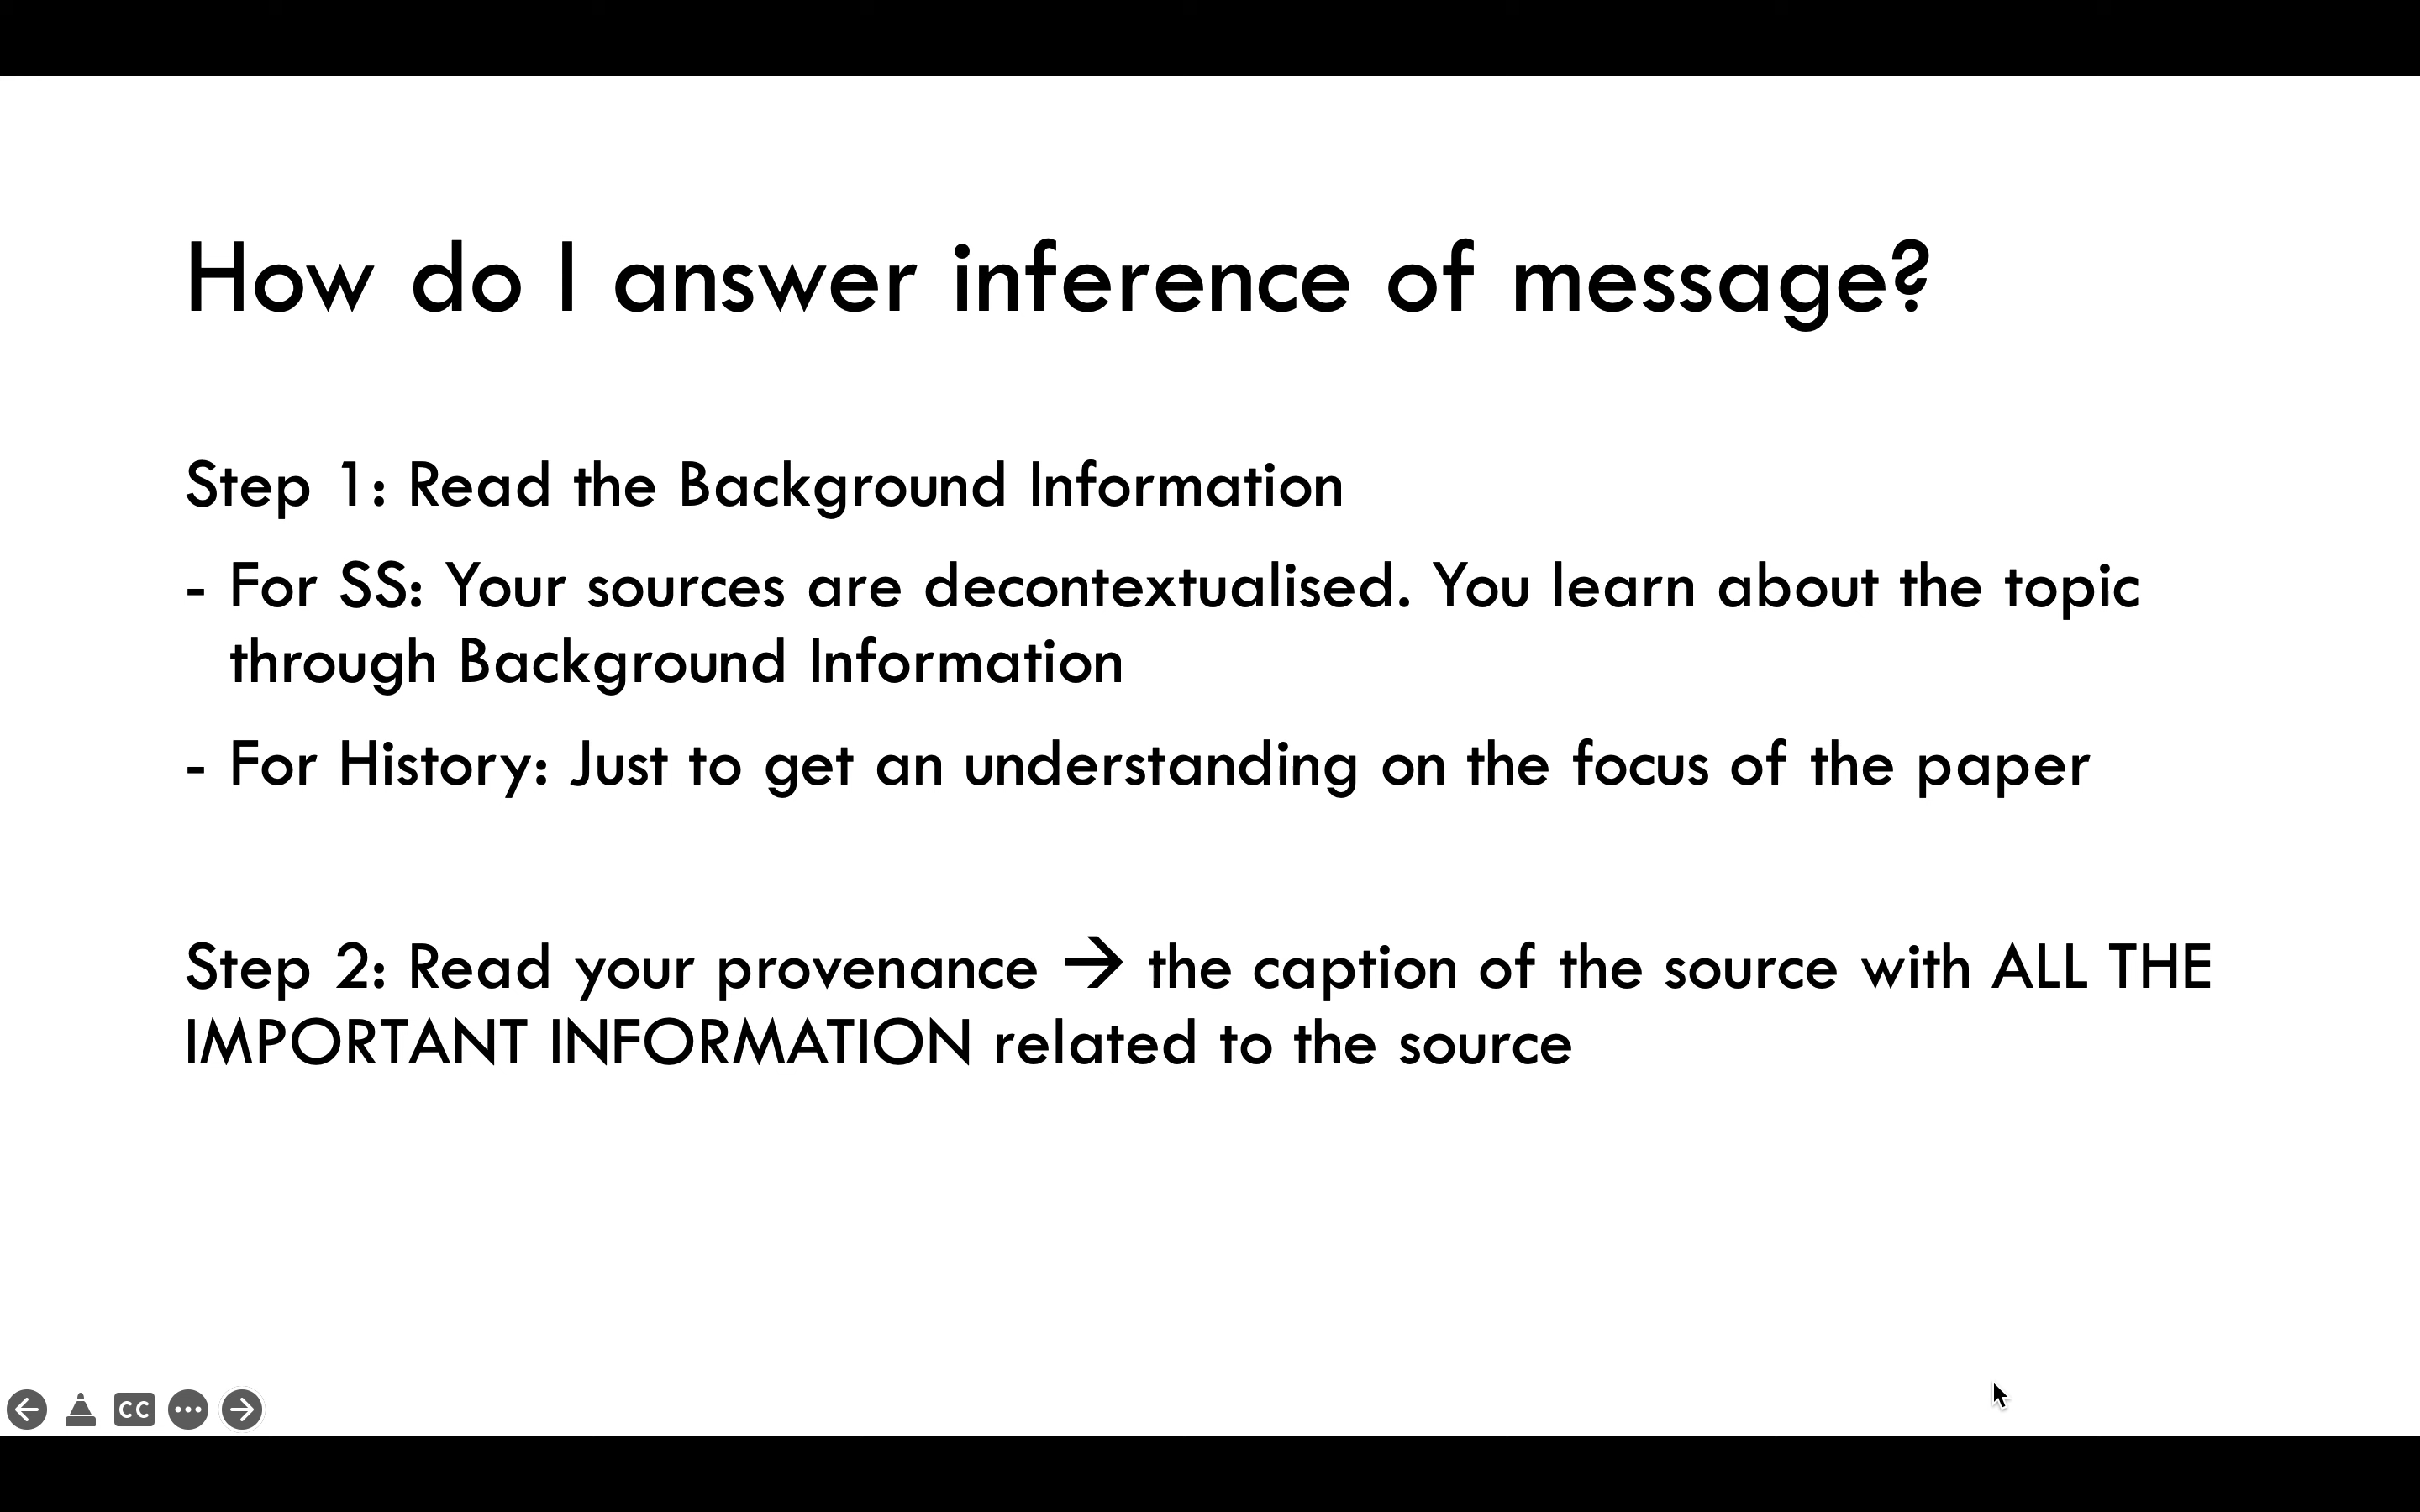 How do I answer inference of message?
Step 1: Read the Background Information
- For SS: Your sources are decontextualised. You learn about the topic
through Background Information
- For History: Just to get an understanding on the focus of the paper
Step 2: Read your provenance → the caption of the source with ALL THE
IMPORTANT INFORMATION related to the source
CC